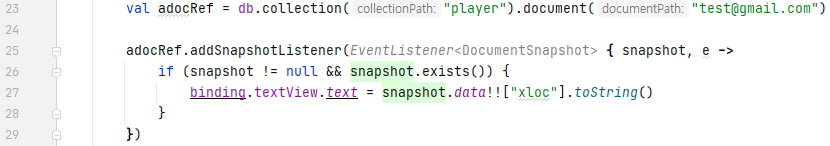 23 val adocRef = db.collection( collectionPath: "player").document( documentPath: "test@gmail.com")
24
25 adocRef.addSnapshotListener(EventListener<DocumentSnapshot> { snapshot, e ->
26 if (snapshot != null && snapshot.exists()) {
27 binding.textView.text = snapshot.data!!["xloc"].toString()
28 }
29 })